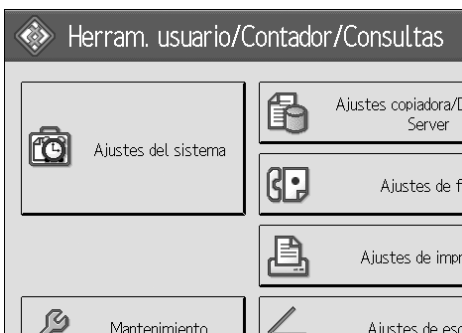 Herram. usuario/Contador/Consultas
Ajustes del sistema
Ajustes copiadora/D
Server
Ajustes de f
Ajustes de impr
Mantenimiento
Ajustes de esc